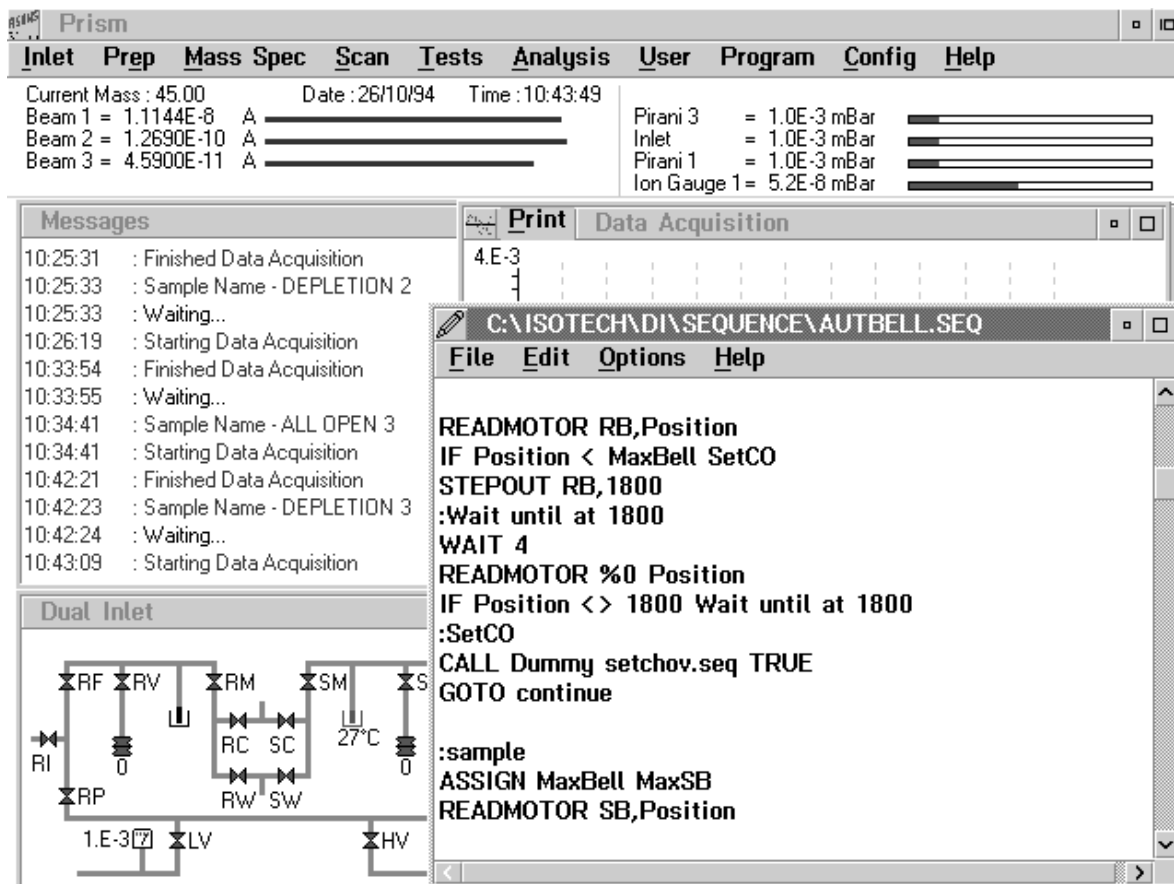 Prism
Inlet Prep Mass Spec Scan Tests Analysis User Program Config Help
Current Mass : 45.00 Date : 26/10/94 Time : 10:43:49
Beam 1 = 1.1144E-8 A
Beam 2 = 1.2690E-10 A
Beam 3 = 4.5900E-11 A
Pirani 3 = 1.0E-3 mBar
Inlet = 1.0E-3 mBar
Pirani 1 = 1.0E-3 mBar
Ion Gauge 1 = 5.2E-8 mBar
Messages
10:25:31 : Finished Data Acquisition
10:25:33 : Sample Name - DEPLETION 2
10:25:33 : Waiting...
10:26:19 : Starting Data Acquisition
10:33:54 : Finished Data Acquisition
10:33:55 : Waiting...
10:34:41 : Sample Name - ALL OPEN 3
10:34:41 : Starting Data Acquisition
10:42:21 : Finished Data Acquisition
10:42:23 : Sample Name - DEPLETION 3
10:42:24 : Waiting...
10:43:09 : Starting Data Acquisition
Print Data Acquisition
4.E-3
C:\ISOTECH\DI\SEQUENCE\AUTBELL.SEQ
File Edit Options Help
READMOTOR RB,Position
IF Position < MaxBell SetCO
STEPOUT RB,1800
:Wait until at 1800
WAIT 4
READMOTOR %0 Position
IF Position <> 1800 Wait until at 1800
:SetCO
CALL Dummy setchov.seq TRUE
GOTO continue
:sample
ASSIGN MaxBell MaxSB
READMOTOR SB,Position
Dual Inlet
RF RV RM SM S
RC SC 27°C
RI 0 0
RP RW SW
1.E-3 7 LV HV